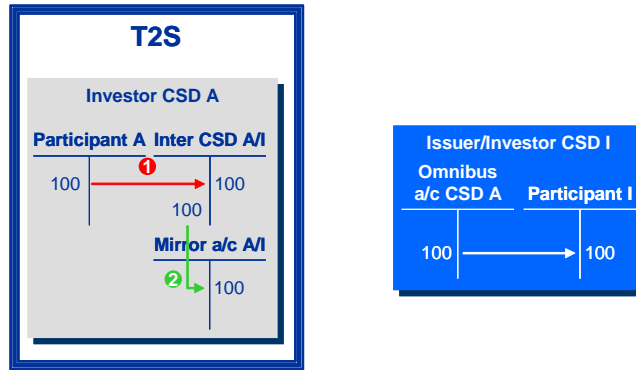 T2S
Investor CSD A
Participant A Inter CSD A/I
1
100 100
100
Mirror a/c A/I
2
100
Issuer/Investor CSD I
Omnibus
a/c CSD A Participant I
100 100